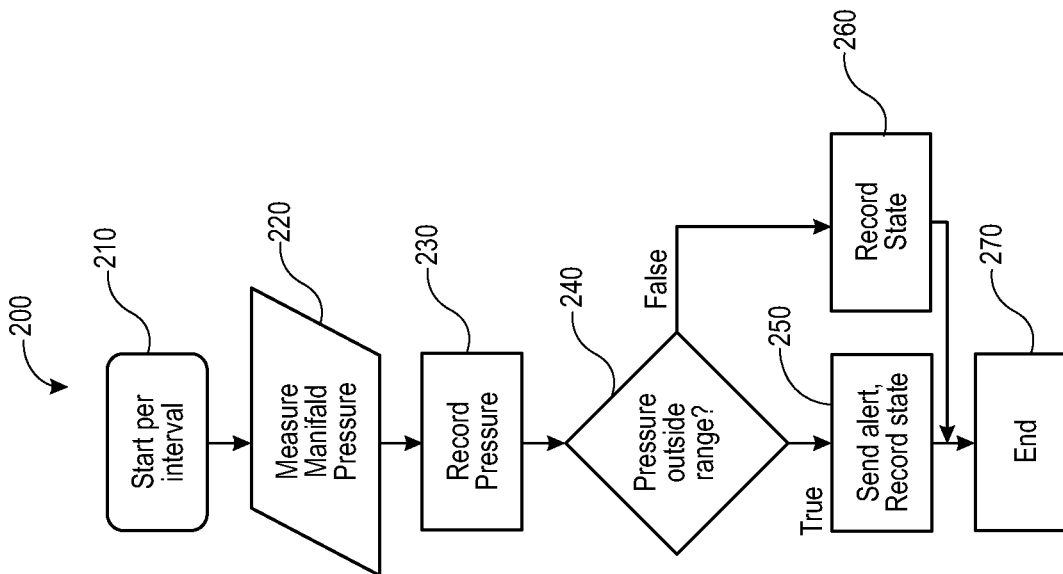 200
210
Start per
interval
220
Measure
Manifald
Pressure
230
Record
Pressure
240
Pressure
outside
range?
False
True
250
Send alert,
Record state
260
Record
State
270
End